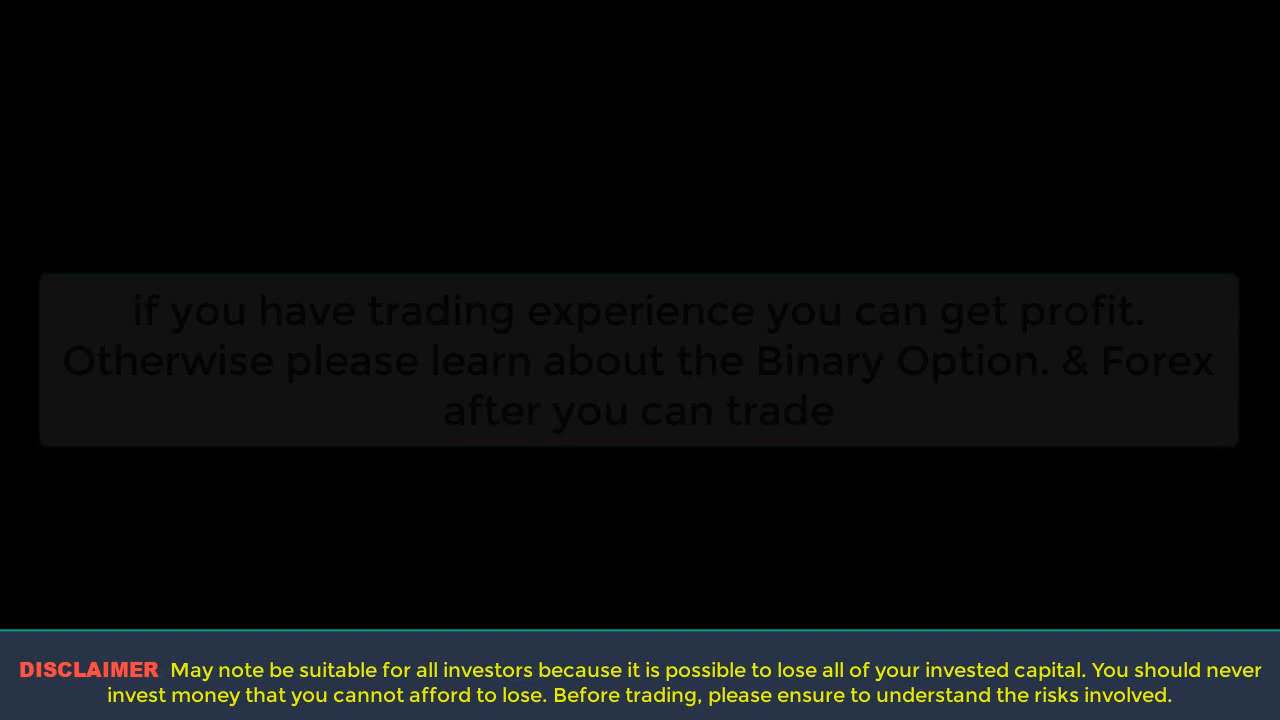 if you have trading experience you can get profit.
Otherwise please learn about the Binary Option. & Forex
after you can trade
DISCLAIMER May note be suitable for all investors because it is possible to lose all of your invested capital. You should never
invest money that you cannot afford to lose. Before trading, please ensure to understand the risks involved.